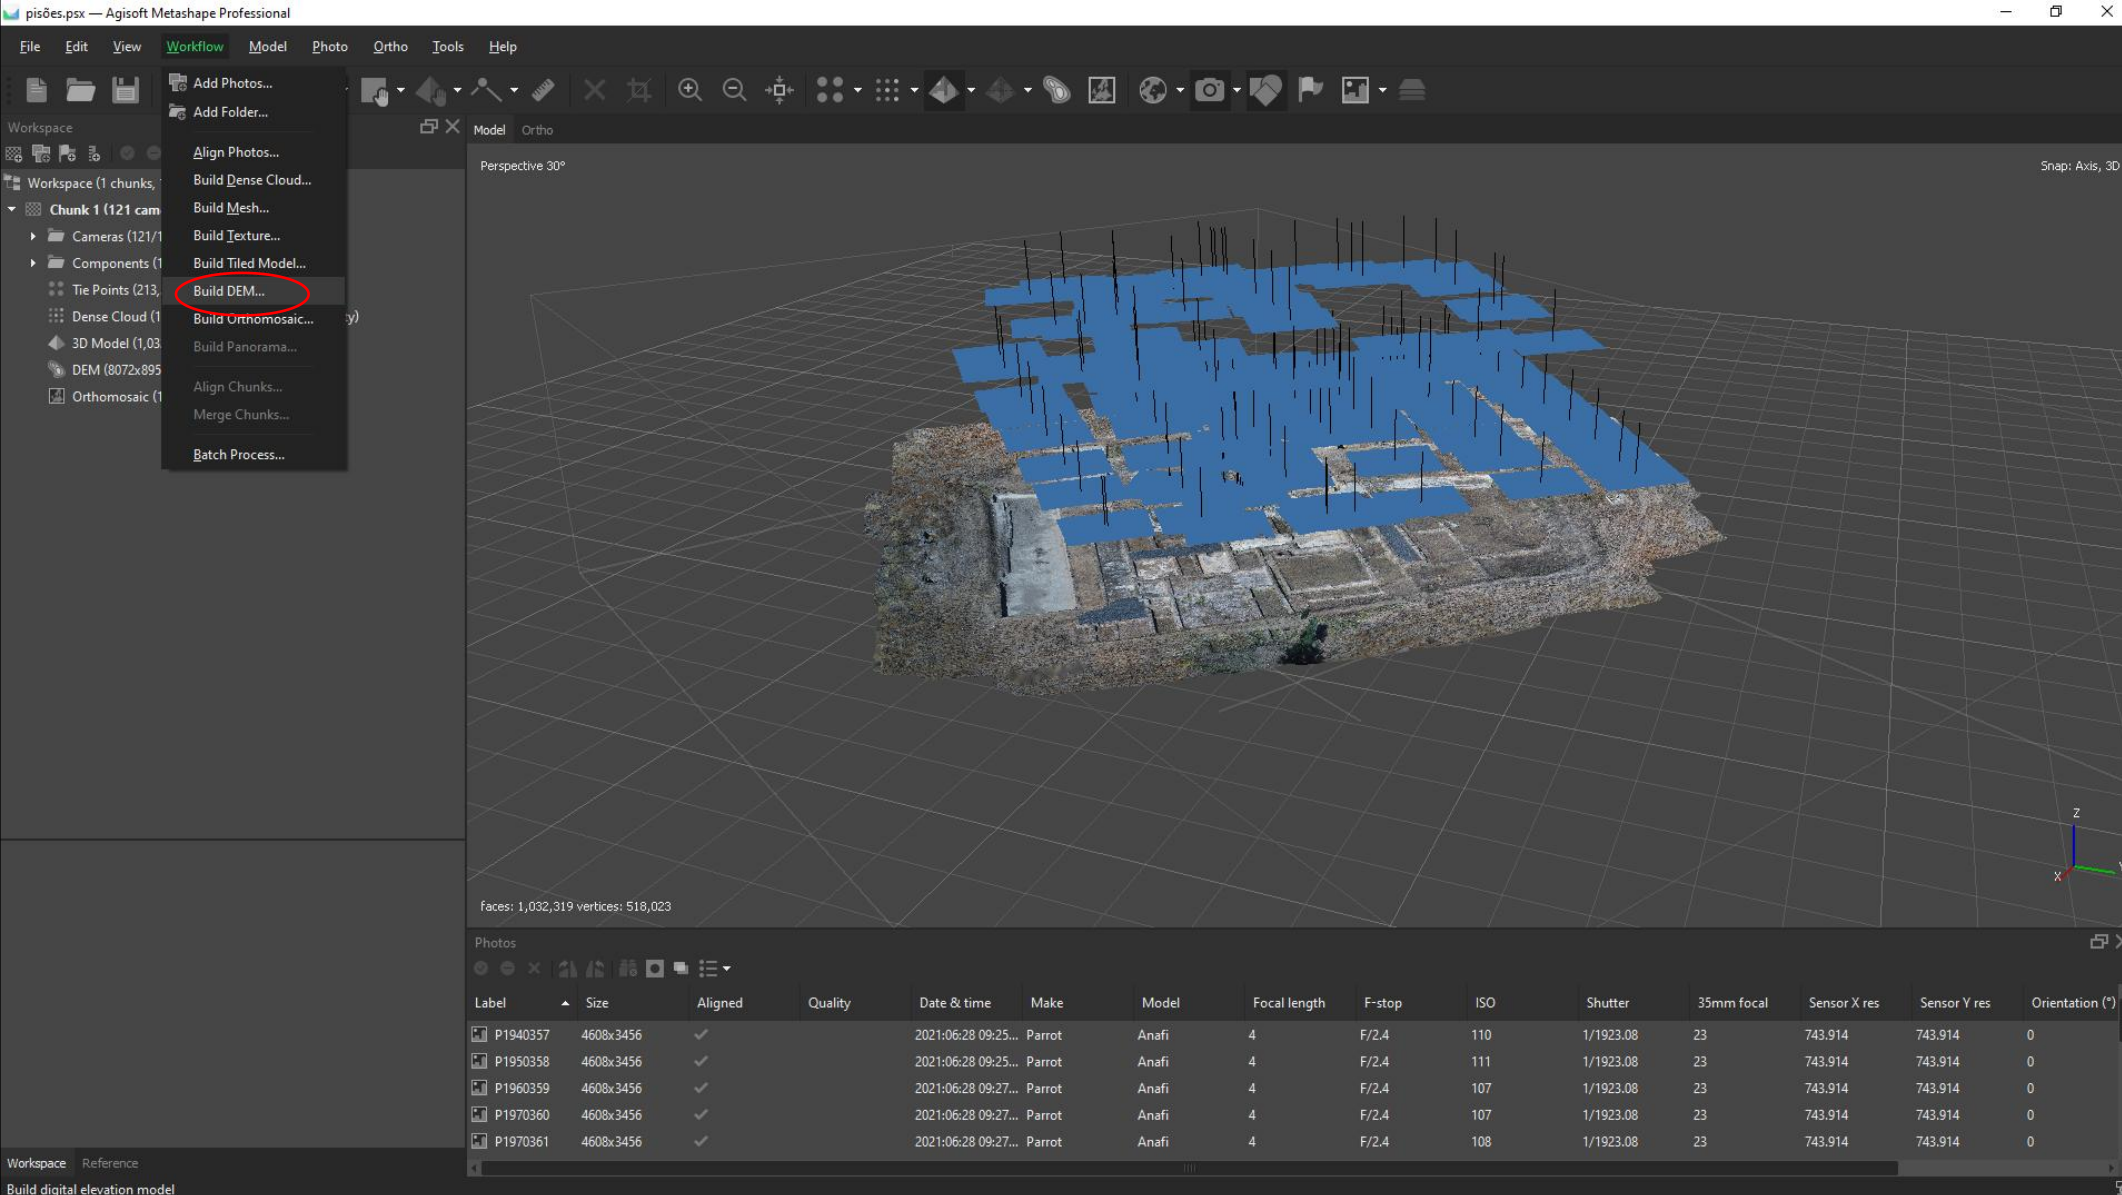 pisões.psx — Agisoft Metashape Professional
File Edit View Workflow Model Photo Ortho Tools Help
Add Photos...
Add Folder...
Align Photos...
Build Dense Cloud...
Build Mesh...
Build Texture...
Build Tiled Model...
Build DEM...
Build Orthomosaic...
Build Panorama...
Align Chunks...
Merge Chunks...
Batch Process...
Workspace
Workspace (1 chunks,
Chunk 1 (121 cam
Cameras (121/1
Components (1
Tie Points (213,
Dense Cloud (1
3D Model (1,03
DEM (8072x895
Orthomosaic (1
Model Ortho
Perspective 30°
Snap: Axis, 3D
Z
X
faces: 1,032,319 vertices: 518,023
Photos
Label Size Aligned Quality Date & time Make Model Focal length F-stop ISO Shutter 35mm focal Sensor X res Sensor Y res Orientation (°)
P1940357 4608x3456 2021:06:28 09:25... Parrot Anafi 4 F/2.4 110 1/1923.08 23 743.914 743.914 0
P1950358 4608x3456 2021:06:28 09:25... Parrot Anafi 4 F/2.4 111 1/1923.08 23 743.914 743.914 0
P1960359 4608x3456 2021:06:28 09:27... Parrot Anafi 4 F/2.4 107 1/1923.08 23 743.914 743.914 0
P1970360 4608x3456 2021:06:28 09:27... Parrot Anafi 4 F/2.4 107 1/1923.08 23 743.914 743.914 0
P1970361 4608x3456 2021:06:28 09:27... Parrot Anafi 4 F/2.4 108 1/1923.08 23 743.914 743.914 0
Workspace Reference
Build digital elevation model